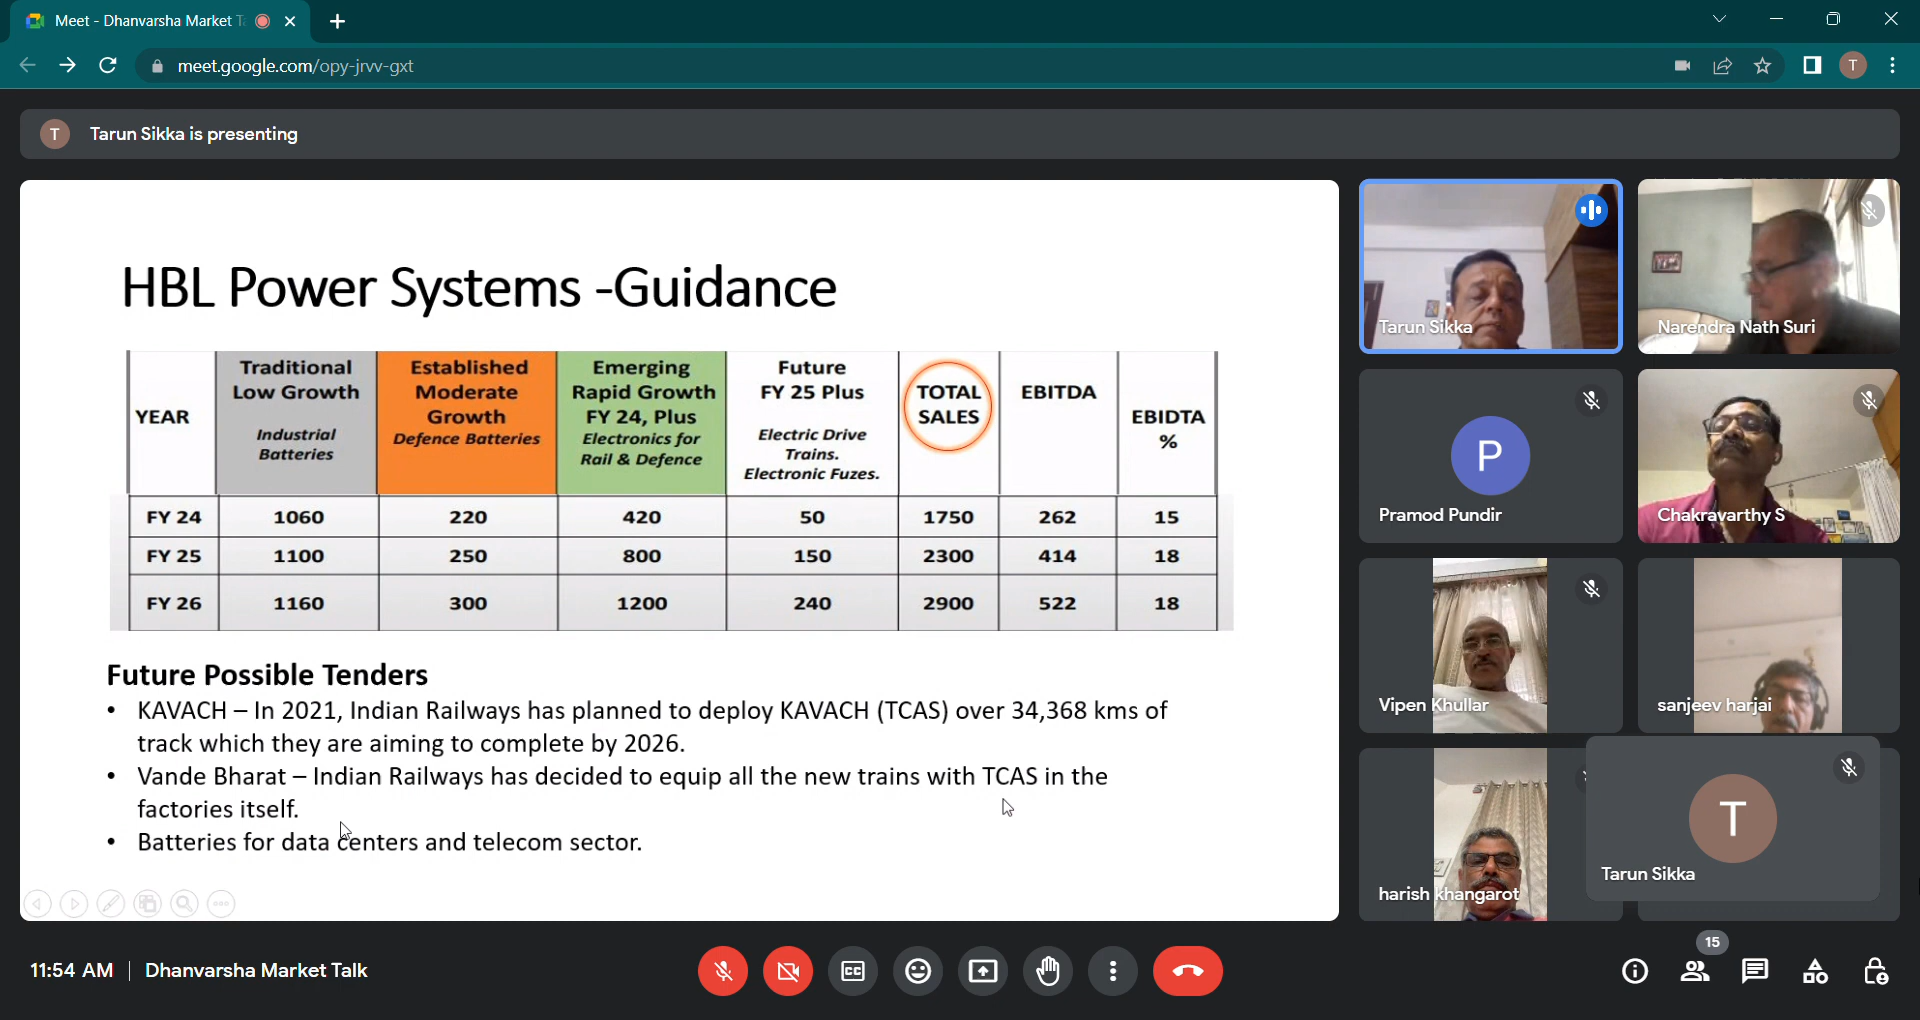 Meet - Dhanvarsha Market T
meet.google.com/opy-jrvv-gxt
T
T
Tarun Sikka is presenting
HBL Power Systems -Guidance
YEAR
Traditional
Low Growth
Industrial
Batteries
Established
Moderate
Growth
Defence Batteries
Emerging
Rapid Growth
FY 24, Plus
Electronics for
Rail & Defence
Future
FY 25 Plus
Electric Drive
Trains.
Electronic Fuzes.
TOTAL
SALES
EBITDA
EBIDTA
%
FY 24 1060 220 420 50 1750 262 15
FY 25 1100 250 800 150 2300 414 18
FY 26 1160 300 1200 240 2900 522 18
Future Possible Tenders
• KAVACH – In 2021, Indian Railways has planned to deploy KAVACH (TCAS) over 34,368 kms of
track which they are aiming to complete by 2026.
• Vande Bharat – Indian Railways has decided to equip all the new trains with TCAS in the
factories itself.
• Batteries for data centers and telecom sector.
Tarun Sikka
Narendra Nath Suri
P
Pramod Pundir
Chakravarthy S
Vipen Khullar
sanjeev harjai
harish khangarot
T
Tarun Sikka
11:54 AM | Dhanvarsha Market Talk
CC
15